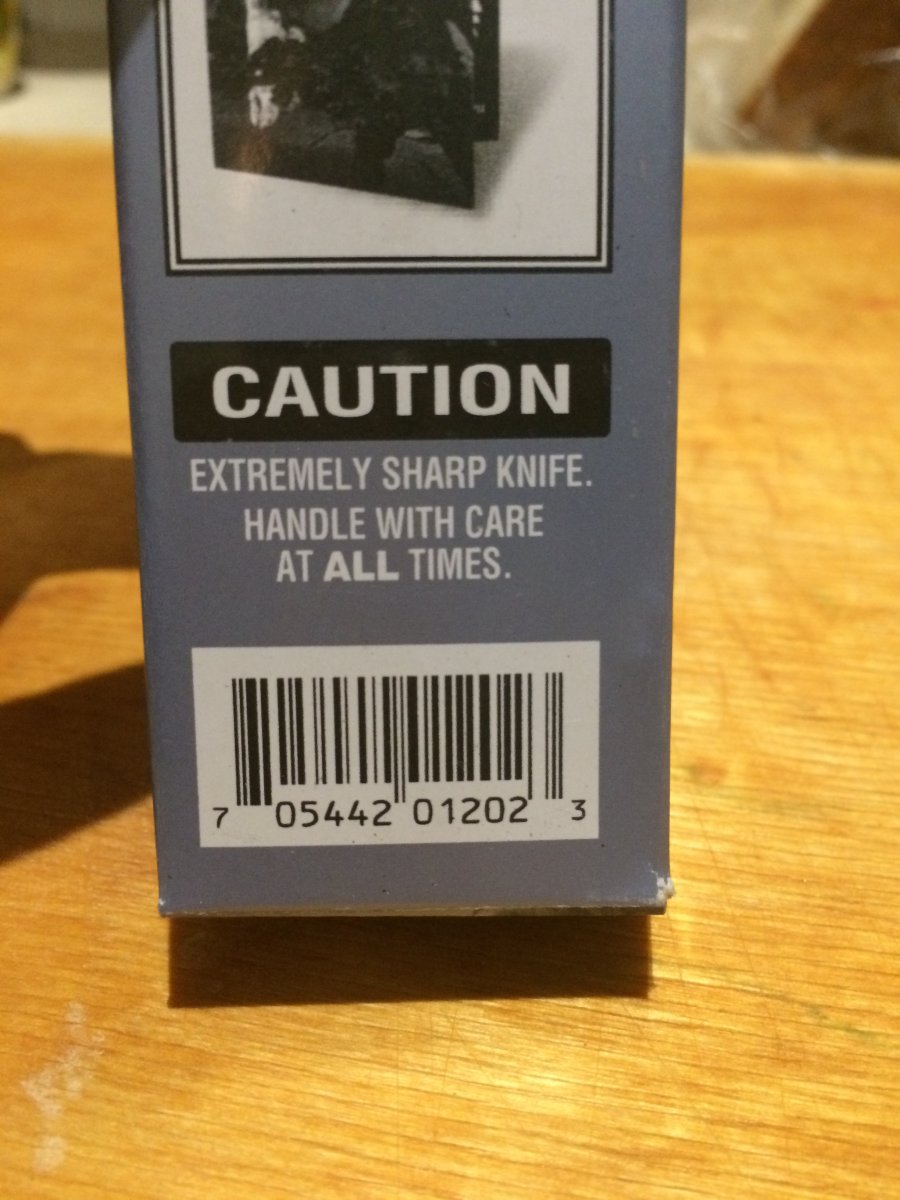 CAUTION
EXTREMELY SHARP KNIFE.
HANDLE WITH CARE
AT ALL TIMES.
7 05442 01202 3